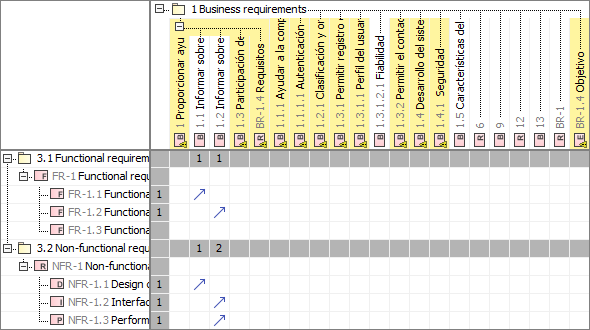 1 Business requirements
1 Proporcionar ayu
1.1 Informar sobre
1.2 Informar sobre
1.3 Participación de
BR-1.4 Requisitos
1.1.1 Ayudar a la comp
1.1.1.1 Autenticación
1.2.1 Clasificación y or
1.3.1 Permitir registro
1.3.1.1 Perfil del usuar
1.3.1.2.1 Fiabilidad
1.3.2 Permitir el contac
1.4 Desarrollo del siste
1.4.1 Seguridad
1.5 Características del
R 6
B 9
R 12
B 13
R BR-1
E BR-1.4 Objetivo
3.1 Functional requirem 1 1
F FR-1 Functional requ
F FR-1.1 Functiona 1
F FR-1.2 Functiona 1
F FR-1.3 Functiona 1
3.2 Non-functional requ 1 2
R NFR-1 Non-functiona
D NFR-1.1 Design c 1
I NFR-1.2 Interfac 1
P NFR-1.3 Perform 1